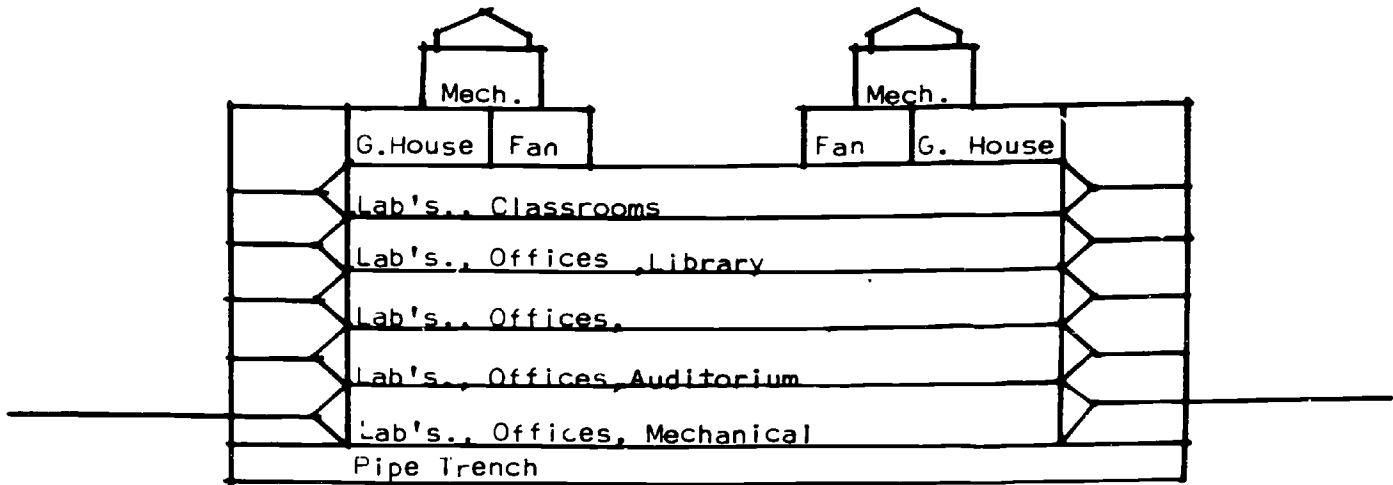 Mech. Mech.
G.House Fan Fan G. House
Lab's., Classrooms
Lab's., Offices ,Library
Lab's., Offices,
Lab's., Offices,Auditorium
Lab's., Offices, Mechanical
Pipe Trench